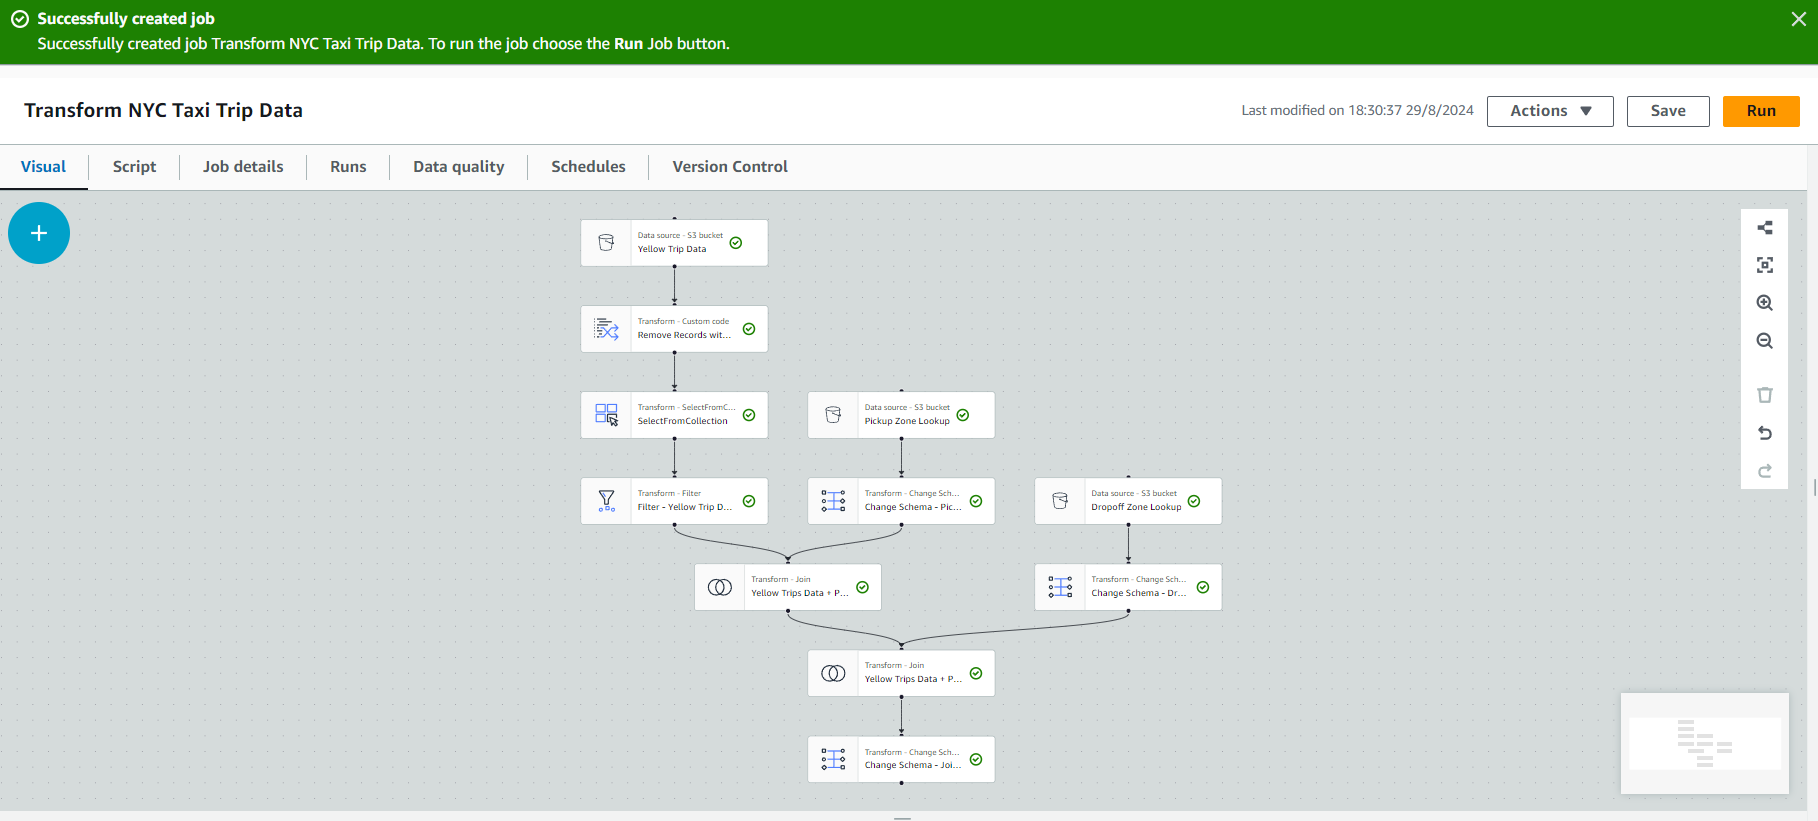 Successfully created job
Successfully created job Transform NYC Taxi Trip Data. To run the job choose the Run Job button.
Transform NYC Taxi Trip Data
Last modified on 18:30:37 29/8/2024
Actions
Save
Run
Visual
Script
Job details
Runs
Data quality
Schedules
Version Control
Data source - S3 bucket
Yellow Trip Data
Transform - Custom code
Remove Records wit...
Transform - SelectFromC...
SelectFromCollection
Data source - S3 bucket
Pickup Zone Lookup
Transform - Filter
Filter - Yellow Trip D...
Transform - Change Sch...
Change Schema - Pic...
Data source - S3 bucket
Dropoff Zone Lookup
Transform - Join
Yellow Trips Data + P...
Transform - Change Sch...
Change Schema - Dr...
Transform - Join
Yellow Trips Data + P...
Transform - Change Sch...
Change Schema - Joi...